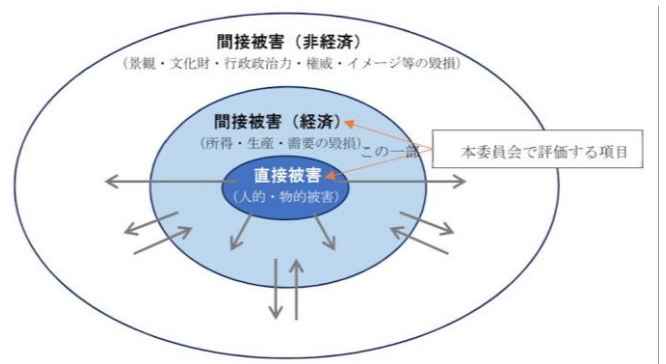 間接被害（非経済）
（景観・文化財・行政政治力・権威・イメージ等の毀損）
間接被害（経済）
（所得・生産・需要の毀損）
この一部
本委員会で評価する項目
直接被害
（人的・物的被害）